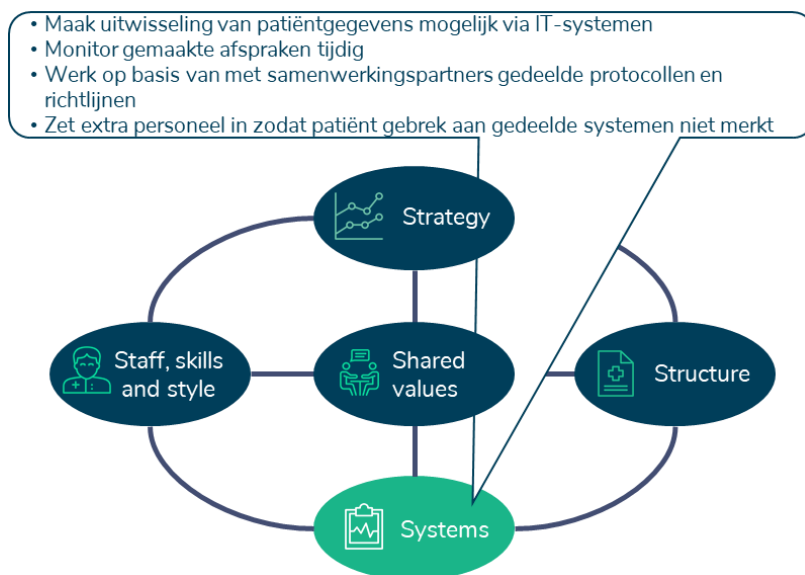 • Maak uitwisseling van patiëntgegevens mogelijk via IT-systemen
• Monitor gemaakte afspraken tijdig
• Werk op basis van met samenwerkingspartners gedeelde protocollen en
richtlijnen
• Zet extra personeel in zodat patiënt gebrek aan gedeelde systemen niet merkt
Strategy
Staff, skills
and style
Shared
values
Structure
Systems